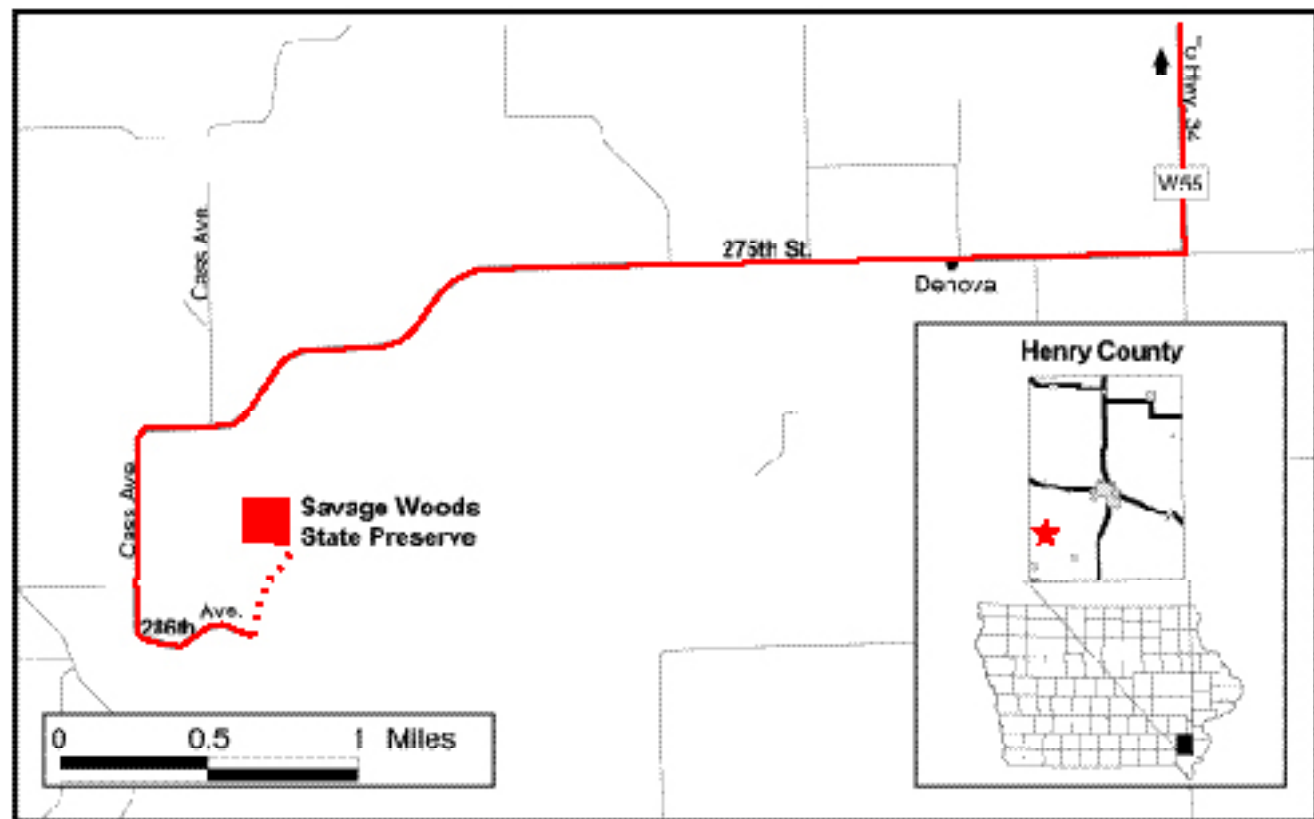 To Hwy. 34
W55
Cass Ave.
275th St.
Denova
Henry County
Cass Ave
Savage Woods
State Preserve
286th Ave.
0 0.5 1 Miles